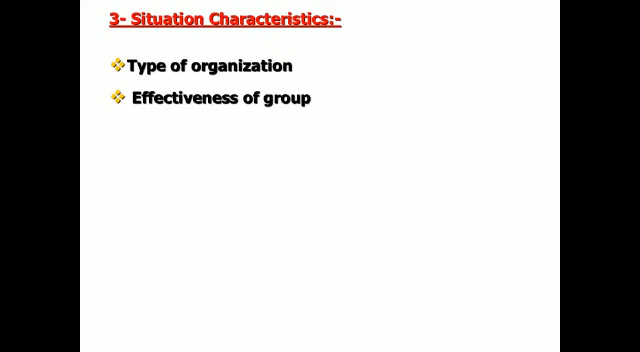 3- Situation Characteristics:-
Type of organization
Effectiveness of group